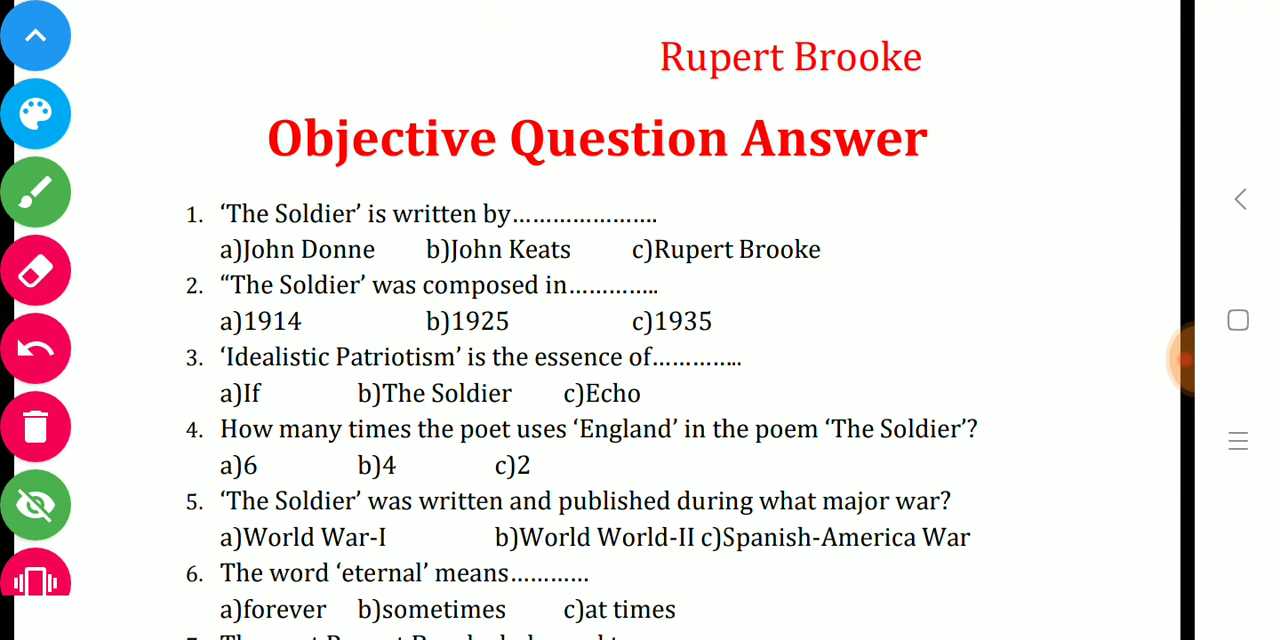 Rupert Brooke
Objective Question Answer
1. ‘The Soldier’ is written by………………….
a)John Donne b)John Keats c)Rupert Brooke
2. “The Soldier’ was composed in…………..
a)1914 b)1925 c)1935
3. ‘Idealistic Patriotism’ is the essence of…………..
a)If b)The Soldier c)Echo
4. How many times the poet uses ‘England’ in the poem ‘The Soldier’?
a)6 b)4 c)2
5. ‘The Soldier’ was written and published during what major war?
a)World War-I b)World World-II c)Spanish-America War
6. The word ‘eternal’ means…………
a)forever b)sometimes c)at times